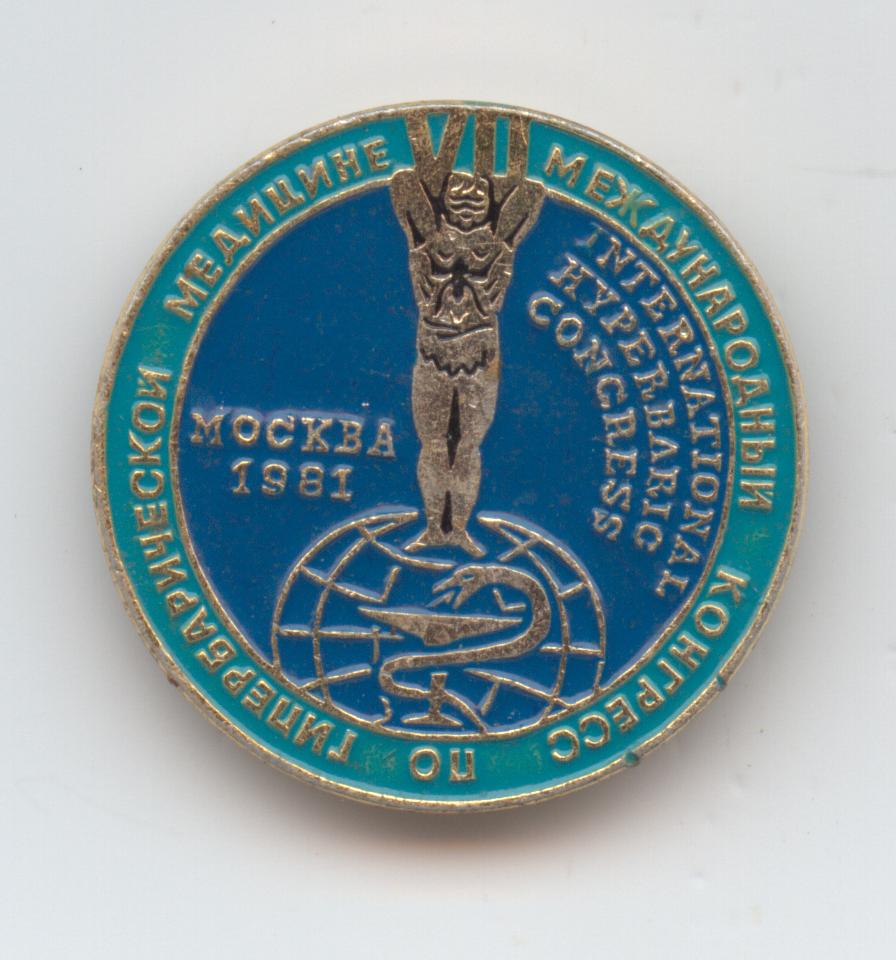 VII МЕЖДУНАРОДНЫЙ КОНГРЕСС ПО ГИПЕРБАРИЧЕСКОЙ МЕДИЦИНЕ
INTERNATIONAL
HYPERBARIC
CONGRESS
МОСКВА
1981